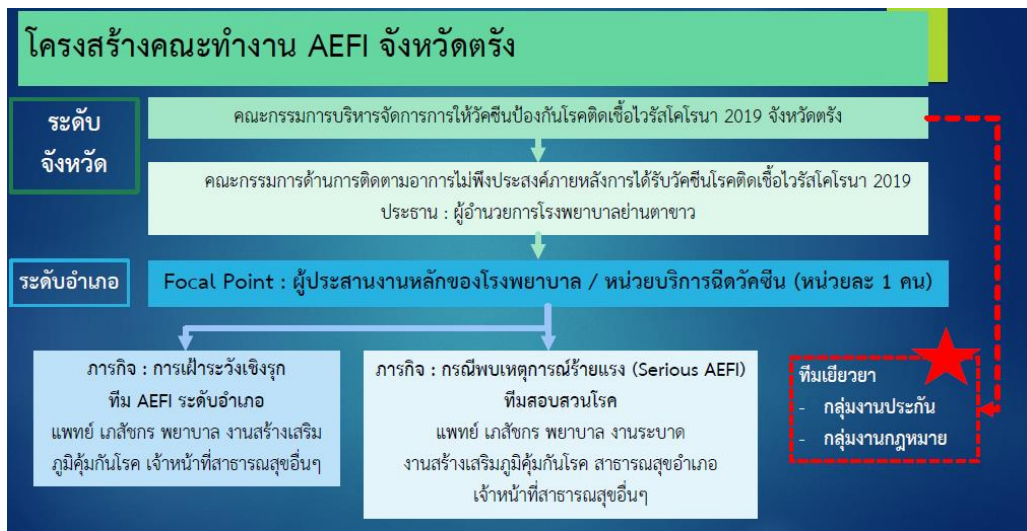 โครงสร้างคณะทำงาน AEFI จังหวัดตรัง
ระดับ
จังหวัด
คณะกรรมการบริหารจัดการการให้วัคซีนป้องกันโรคติดเชื้อไวรัสโคโรนา 2019 จังหวัดตรัง
คณะกรรมการด้านการติดตามอาการไม่พึงประสงค์ภายหลังการได้รับวัคซีนโรคติดเชื้อไวรัสโคโรนา 2019
ประธาน : ผู้อำนวยการโรงพยาบาลย่านตาขาว
ระดับอำเภอ
Focal Point : ผู้ประสานงานหลักของโรงพยาบาล / หน่วยบริการฉีดวัคซีน (หน่วยละ 1 คน)
ภารกิจ : การเฝ้าระวังเชิงรุก
ทีม AEFI ระดับอำเภอ
แพทย์ เภสัชกร พยาบาล งานสร้างเสริม
ภูมิคุ้มกันโรค เจ้าหน้าที่สาธารณสุขอื่นๆ
ภารกิจ : กรณีพบเหตุการณ์ร้ายแรง (Serious AEFI)
ทีมสอบสวนโรค
แพทย์ เภสัชกร พยาบาล งานระบาด
งานสร้างเสริมภูมิคุ้มกันโรค สาธารณสุขอำเภอ
เจ้าหน้าที่สาธารณสุขอื่นๆ
ทีมเยียวยา
- กลุ่มงานประกัน
- กลุ่มงานกฎหมาย